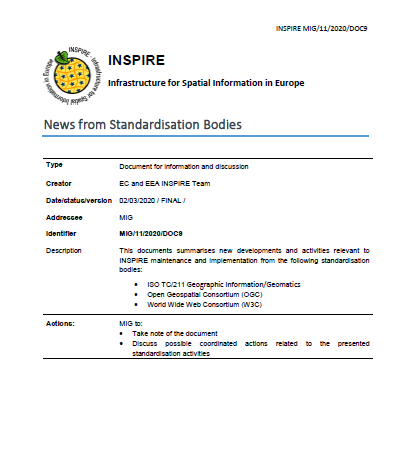 INSPIRE MIG/11/2020/DOC9
INSPIRE
Infrastructure for Spatial Information in Europe
INSPIRE - Infrastructure for Spatial Information in Europe
News from Standardisation Bodies
Type Document for information and discussion
Creator EC and EEA INSPIRE Team
Date/status/version 02/03/2020 / FINAL /
Addressee MIG
Identifier MIG/11/2020/DOC9
Description This documents summarises new developments and activities relevant to
INSPIRE maintenance and implementation from the following standardisation
bodies:
• ISO TC/211 Geographic Information/Geomatics
• Open Geospatial Consortium (OGC)
• World Wide Web Consortium (W3C)
Actions: MIG to:
• Take note of the document
• Discuss possible coordinated actions related to the presented
standardisation activities